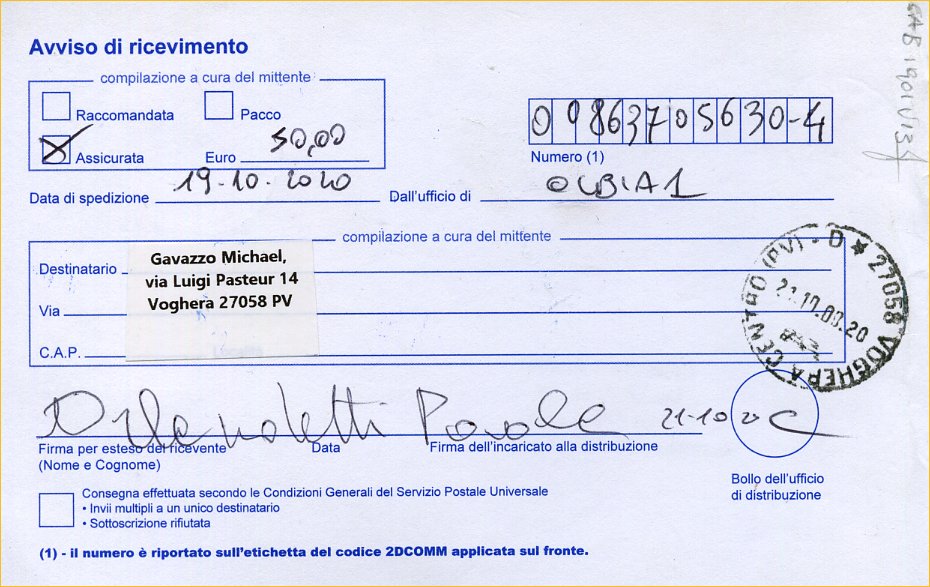 Avviso di ricevimento
compilazione a cura del mittente
Raccomandata Pacco
Assicurata Euro 50,00
09863705630-4
Numero (1)
Data di spedizione 19-10-2020 Dall'ufficio di OLBIA 1
compilazione a cura del mittente
Destinatario
Via
C.A.P.
Gavazzo Michael,
via Luigi Pasteur 14
Voghera 27058 PV
27058 VOGHERA CENTRO (PV) - D
21-10 20
Firma per esteso del ricevente Data Firma dell'incaricato alla distribuzione
(Nome e Cognome)
Bollo dell'ufficio
di distribuzione
Consegna effettuata secondo le Condizioni Generali del Servizio Postale Universale
• Invii multipli a un unico destinatario
• Sottoscrizione rifiutata
(1) - il numero è riportato sull'etichetta del codice 2DCOMM applicata sul fronte.